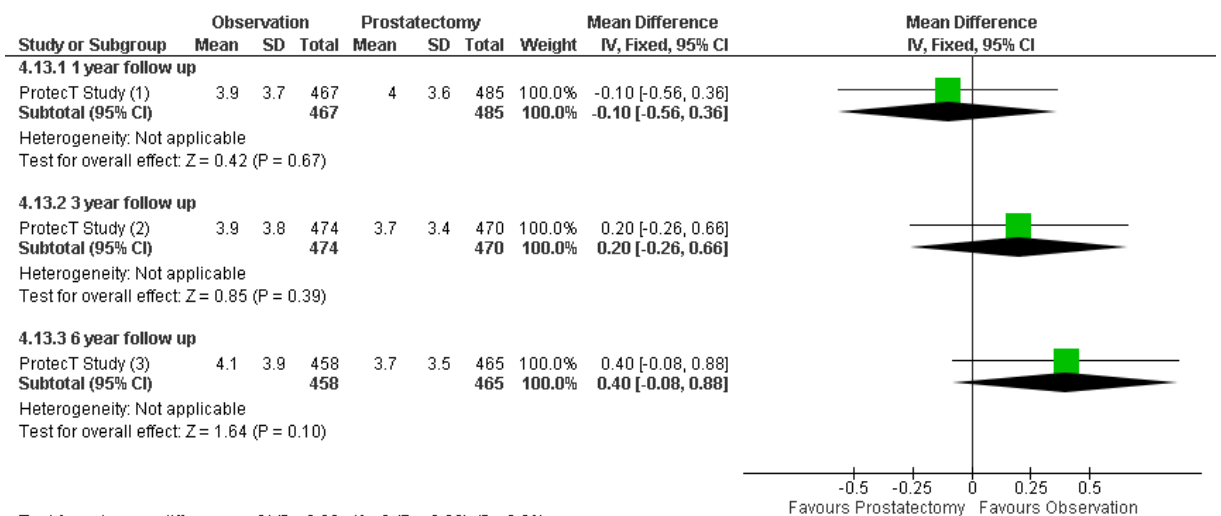 Observation Prostatectomy Mean Difference Mean Difference
Study or Subgroup Mean SD Total Mean SD Total Weight IV, Fixed, 95% CI IV, Fixed, 95% CI
4.13.1 1 year follow up
ProtecT Study (1) 3.9 3.7 467 4 3.6 485 100.0% -0.10 [-0.56, 0.36]
Subtotal (95% CI) 467 485 100.0% -0.10 [-0.56, 0.36]
Heterogeneity: Not applicable
Test for overall effect: Z = 0.42 (P = 0.67)
4.13.2 3 year follow up
ProtecT Study (2) 3.9 3.8 474 3.7 3.4 470 100.0% 0.20 [-0.26, 0.66]
Subtotal (95% CI) 474 470 100.0% 0.20 [-0.26, 0.66]
Heterogeneity: Not applicable
Test for overall effect: Z = 0.85 (P = 0.39)
4.13.3 6 year follow up
ProtecT Study (3) 4.1 3.9 458 3.7 3.5 465 100.0% 0.40 [-0.08, 0.88]
Subtotal (95% CI) 458 465 100.0% 0.40 [-0.08, 0.88]
Heterogeneity: Not applicable
Test for overall effect: Z = 1.64 (P = 0.10)
-0.5 -0.25 0 0.25 0.5
Favours Prostatectomy Favours Observation